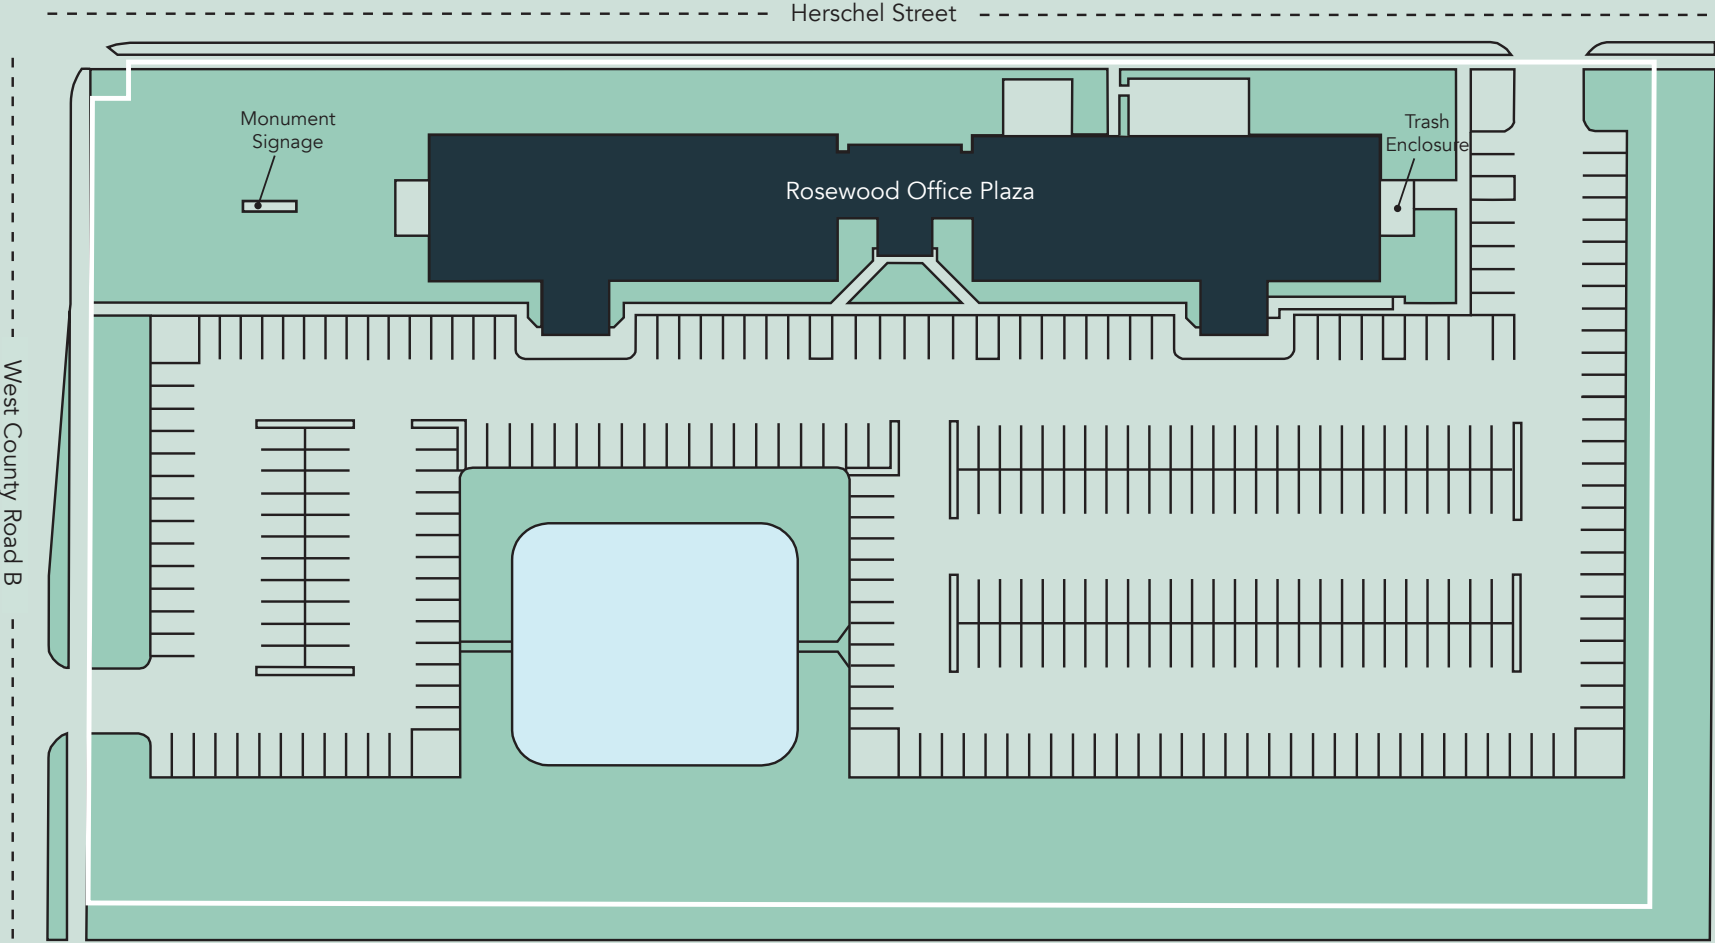 Herschel Street
Monument
Signage
Trash
Enclosure
Rosewood Office Plaza
West County Road B